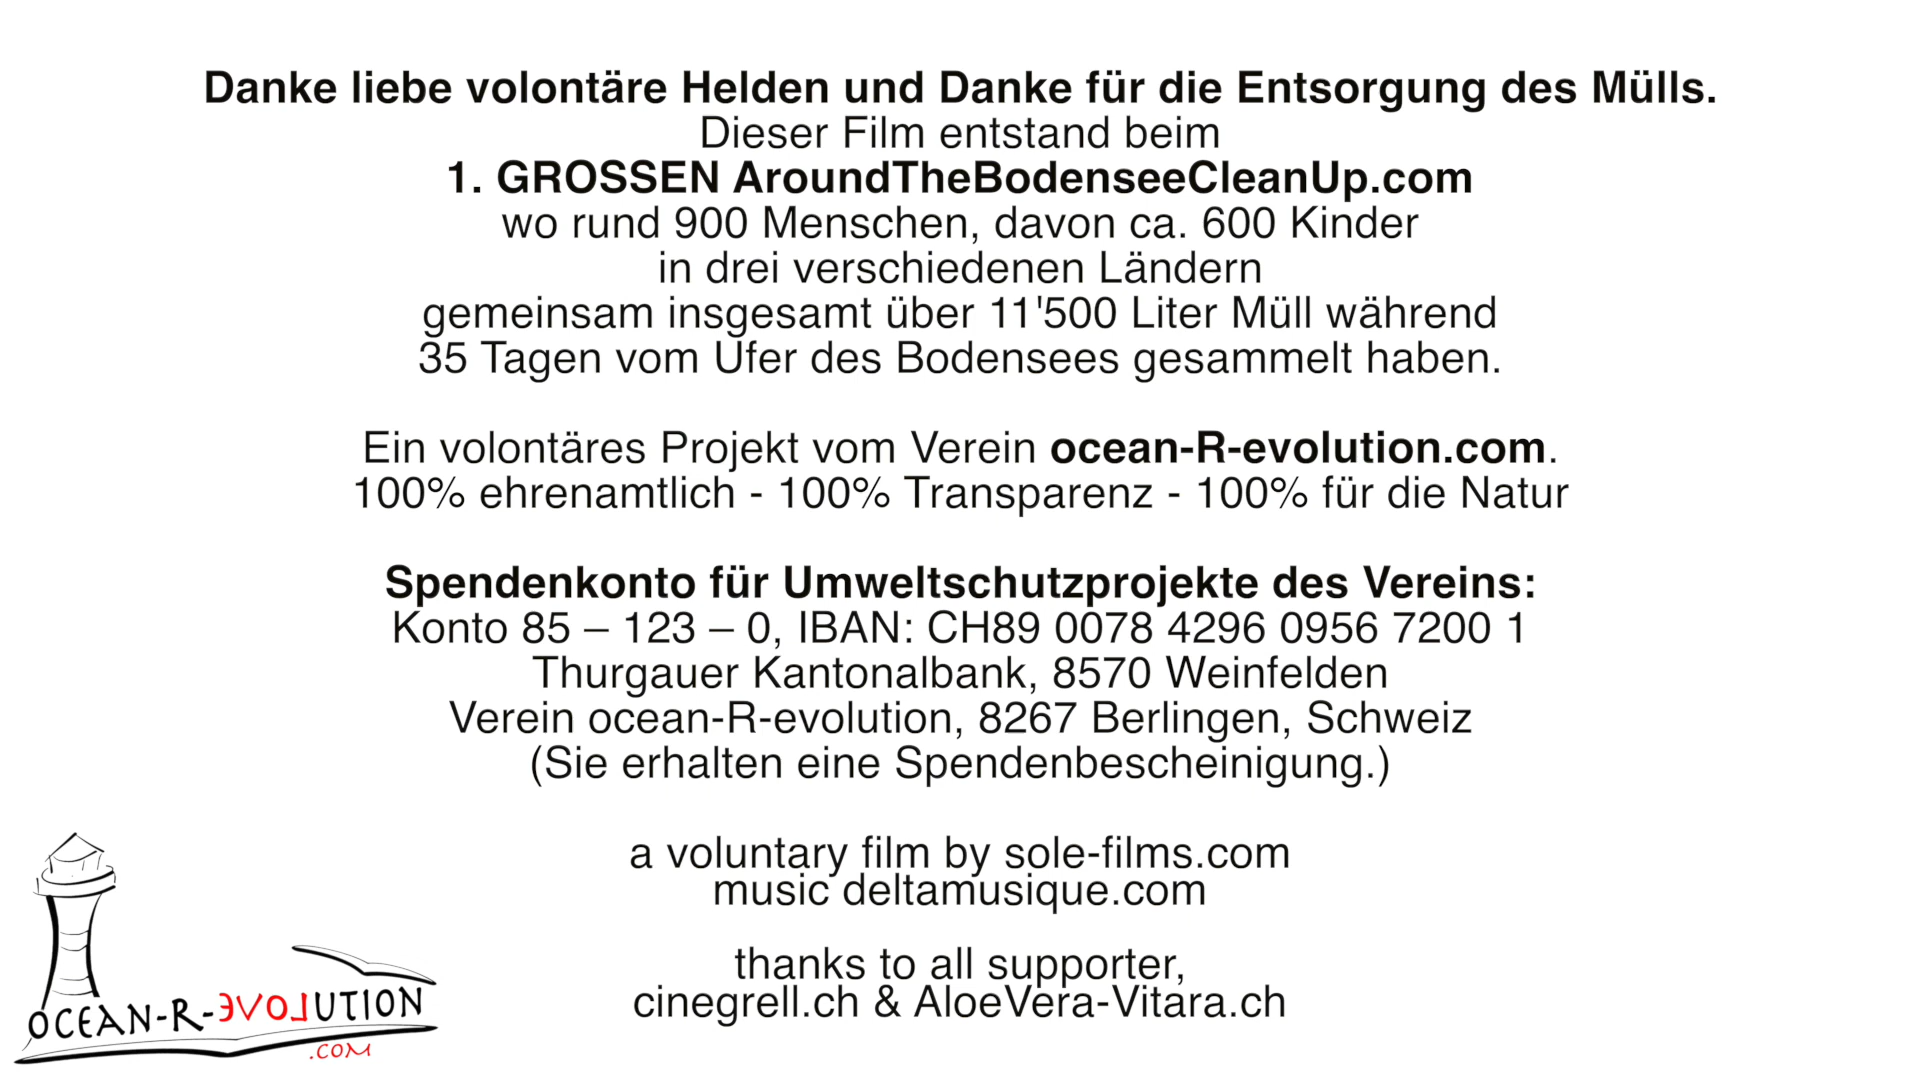 Danke liebe volontäre Helden und Danke für die Entsorgung des Mülls.
Dieser Film entstand beim
1. GROSSEN AroundTheBodenseeCleanUp.com
wo rund 900 Menschen, davon ca. 600 Kinder
in drei verschiedenen Ländern
gemeinsam insgesamt über 11'500 Liter Müll während
35 Tagen vom Ufer des Bodensees gesammelt haben.
Ein volontäres Projekt vom Verein ocean-R-evolution.com.
100% ehrenamtlich - 100% Transparenz - 100% für die Natur
Spendenkonto für Umweltschutzprojekte des Vereins:
Konto 85 – 123 – 0, IBAN: CH89 0078 4296 0956 7200 1
Thurgauer Kantonalbank, 8570 Weinfelden
Verein ocean-R-evolution, 8267 Berlingen, Schweiz
(Sie erhalten eine Spendenbescheinigung.)
a voluntary film by sole-films.com
music deltamusique.com
thanks to all supporter,
cinegrell.ch & AloeVera-Vitara.ch
OCEAN-R-EVOLUTION
.COM